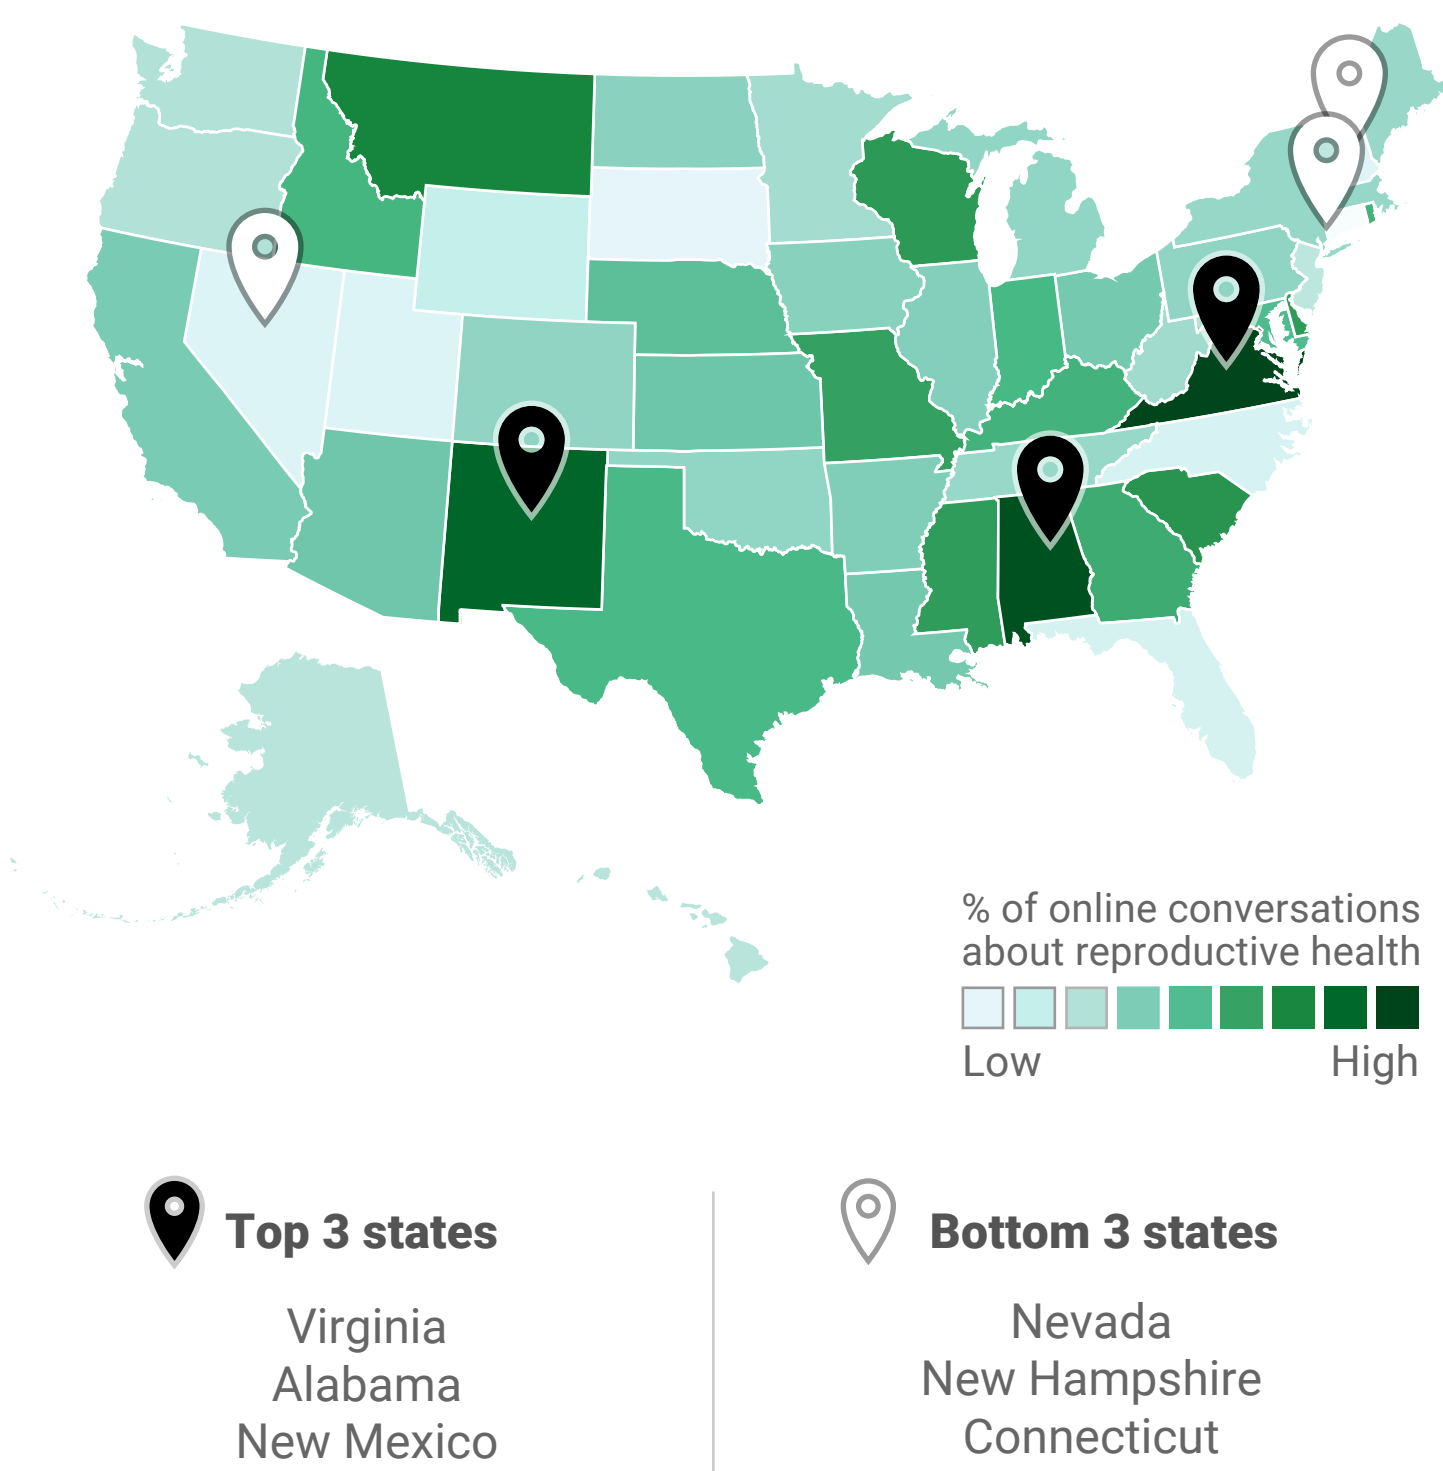 % of online conversations
about reproductive health
Low
High
Top 3 states
Virginia
Alabama
New Mexico
Bottom 3 states
Nevada
New Hampshire
Connecticut